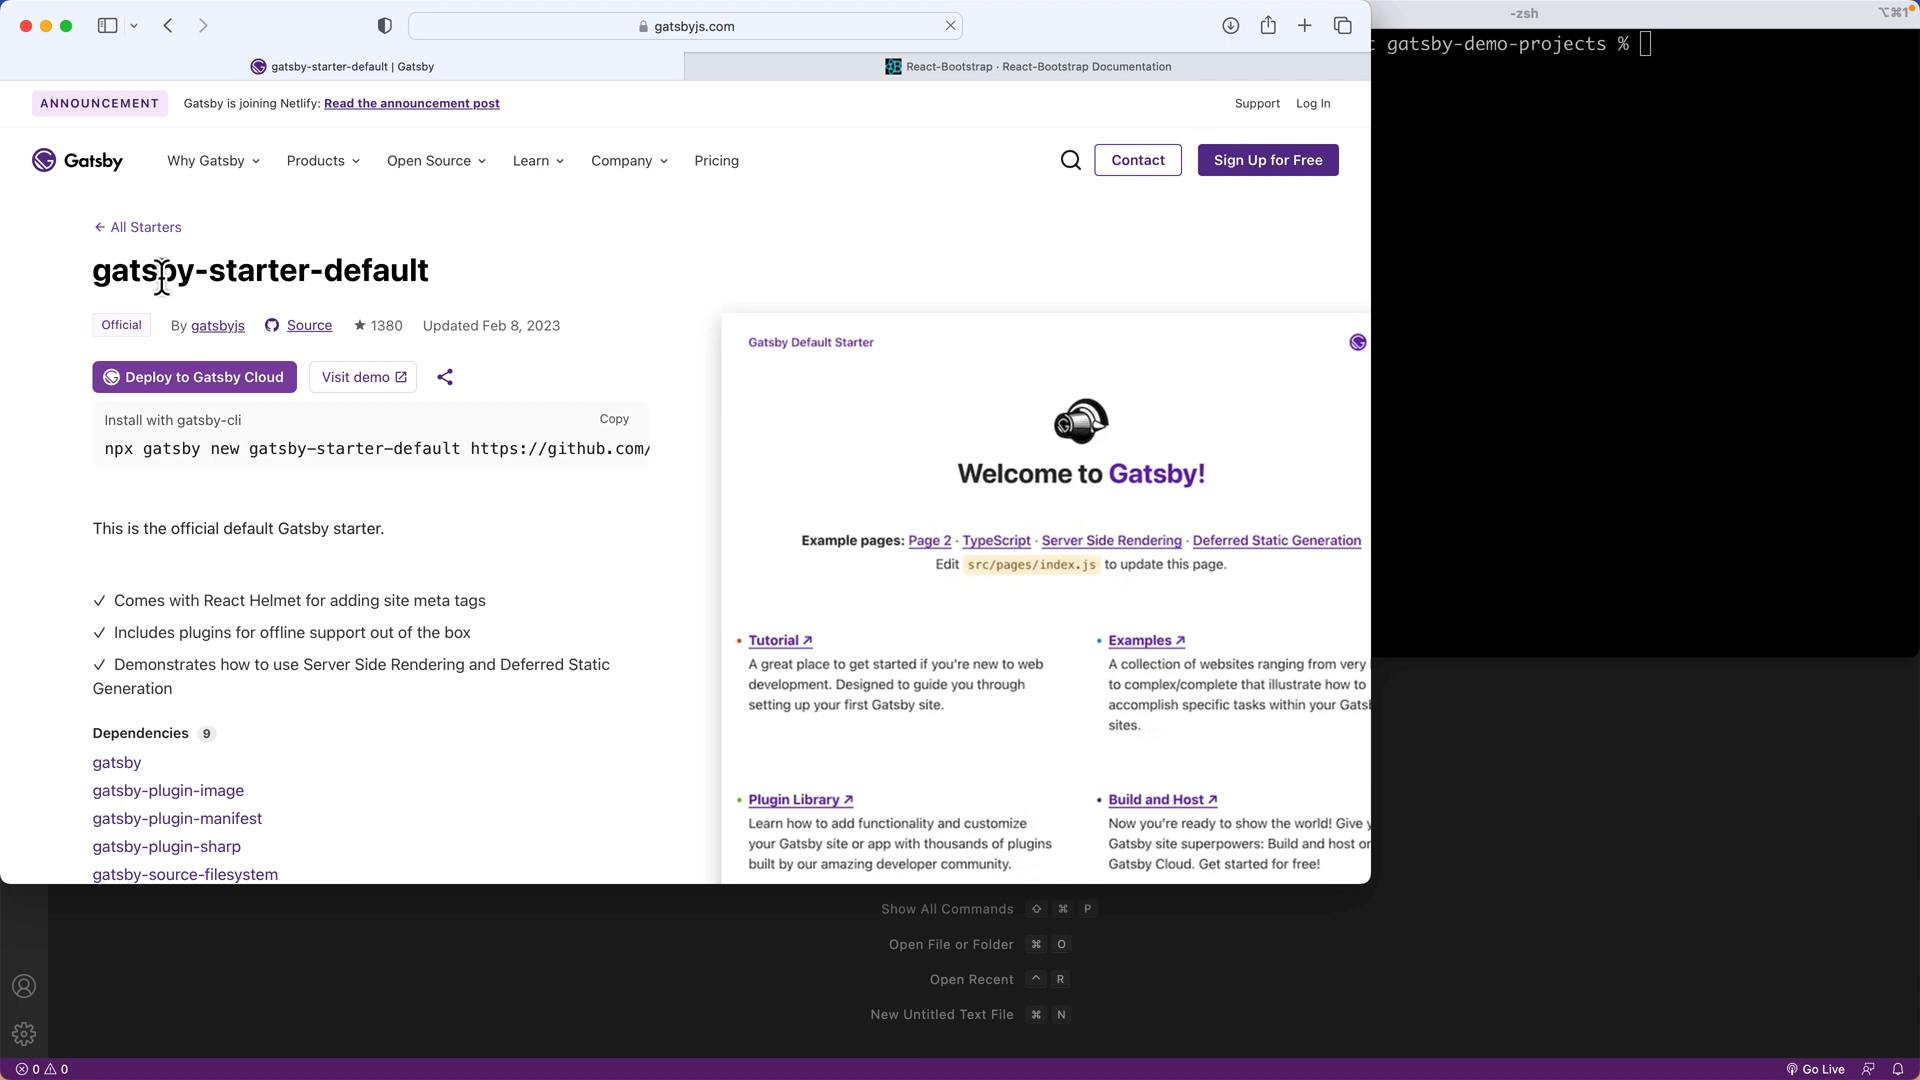 -zsh
⌥⌘1
gatsbyjs.com
gatsby-starter-default | Gatsby
React-Bootstrap · React-Bootstrap Documentation
gatsby-demo-projects %
ANNOUNCEMENT
Gatsby is joining Netlify: Read the announcement post
Support
Log In
Gatsby
Why Gatsby
Products
Open Source
Learn
Company
Pricing
Contact
Sign Up for Free
← All Starters
gatsby-starter-default
Official
By gatsbyjs
Source
★ 1380
Updated Feb 8, 2023
Deploy to Gatsby Cloud
Visit demo
Install with gatsby-cli
Copy
npx gatsby new gatsby-starter-default https://github.com/
This is the official default Gatsby starter.
✓ Comes with React Helmet for adding site meta tags
✓ Includes plugins for offline support out of the box
✓ Demonstrates how to use Server Side Rendering and Deferred Static
Generation
Dependencies 9
gatsby
gatsby-plugin-image
gatsby-plugin-manifest
gatsby-plugin-sharp
gatsby-source-filesystem
Gatsby Default Starter
Welcome to Gatsby!
Example pages: Page 2 · TypeScript · Server Side Rendering · Deferred Static Generation
Edit src/pages/index.js to update this page.
• Tutorial ↗
A great place to get started if you're new to web
development. Designed to guide you through
setting up your first Gatsby site.
• Examples ↗
A collection of websites ranging from very
to complex/complete that illustrate how to
accomplish specific tasks within your
sites.
• Plugin Library ↗
Learn how to add functionality and customize
your Gatsby site or app with thousands of plugins
built by our amazing developer community.
• Build and Host ↗
Now you're ready to show the world! Give
Gatsby site superpowers: Build and host
Gatsby Cloud. Get started for free!
Show All Commands ⇧ ⌘ P
Open File or Folder ⌘ O
Open Recent ^ R
New Untitled Text File ⌘ N
0 0
Go Live